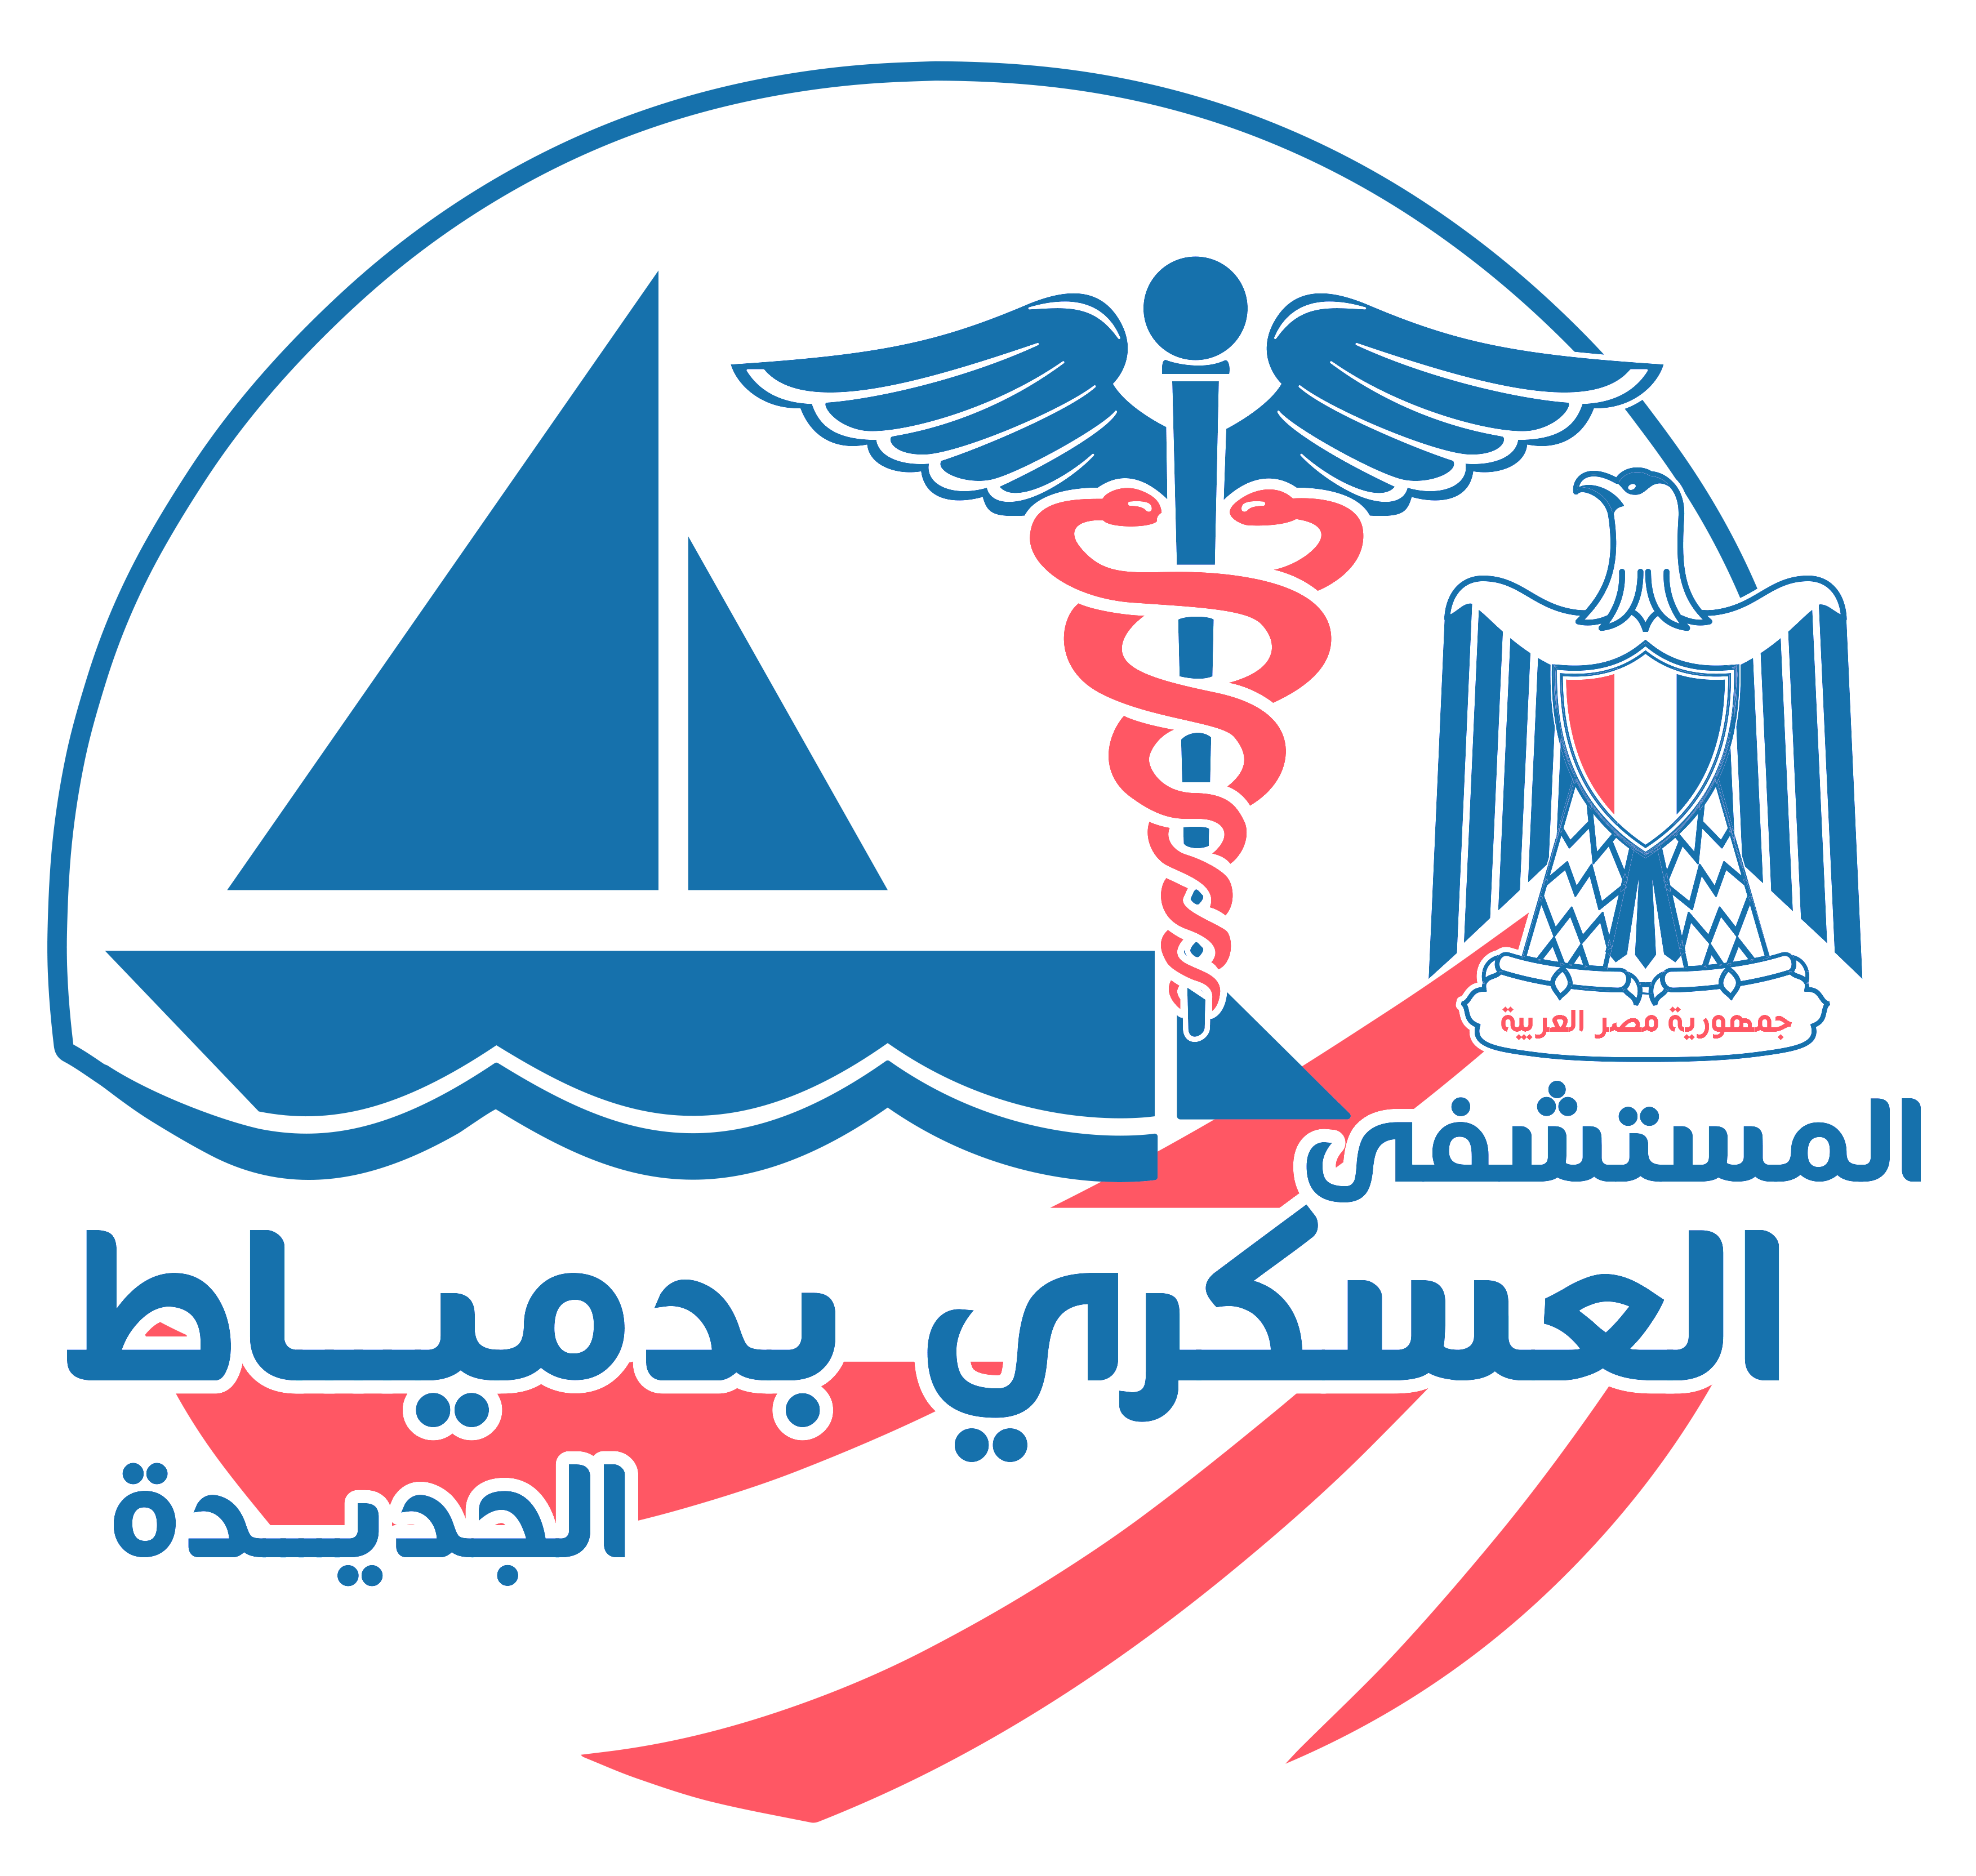 جمهورية مصر العربية
المستشفى
العسكري بدمياط
الجديدة